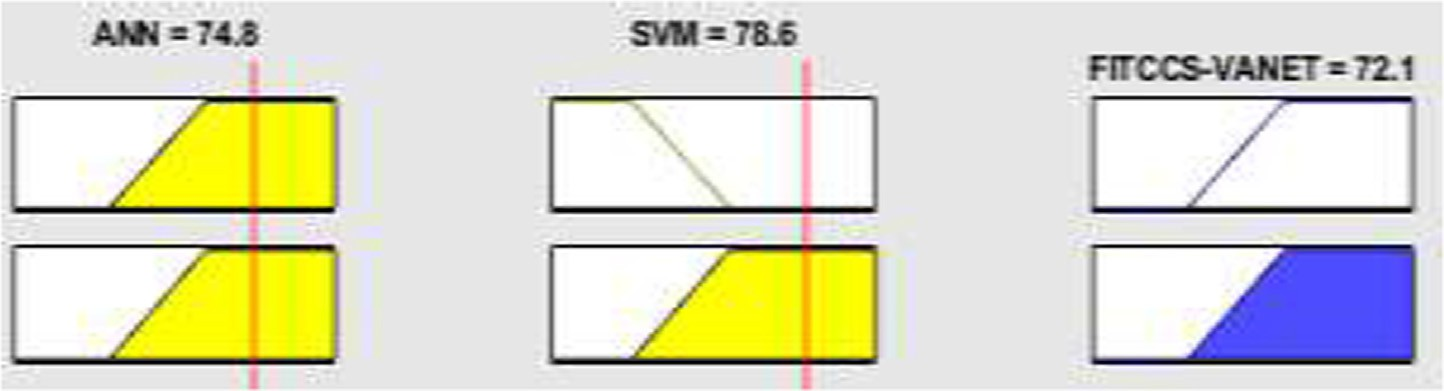 ANN = 74.8
SVM = 78.6
FITCCS-VANET = 72.1